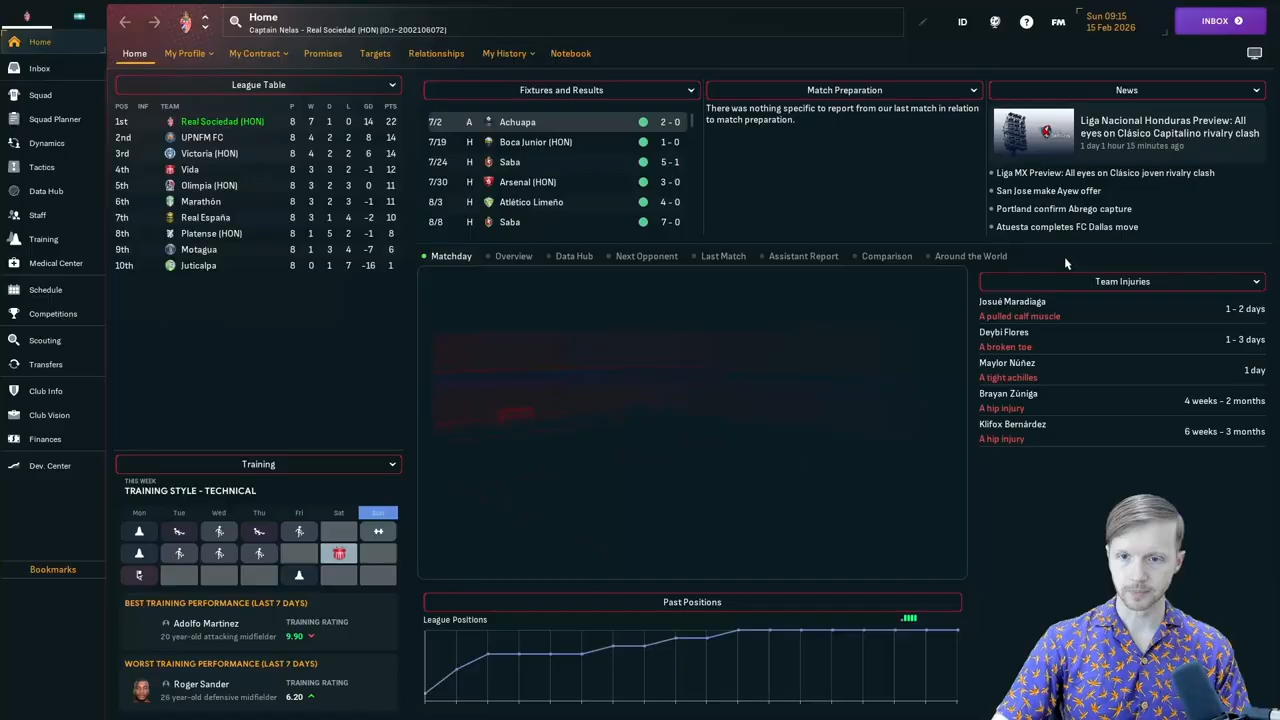 Home
Captain Nelas - Real Sociedad (HON) (ID:r-2002106072)
ID
FM
Sun 09:15
15 Feb 2026
INBOX
Home
Inbox
Squad
Squad Planner
Dynamics
Tactics
Data Hub
Staff
Training
Medical Center
Schedule
Competitions
Scouting
Transfers
Club Info
Club Vision
Finances
Dev. Center
Bookmarks
Home My Profile My Contract Promises Targets Relationships My History Notebook
League Table
POS INF TEAM P W D L GD PTS
1st Real Sociedad (HON) 8 7 1 0 14 22
2nd UPNFM FC 8 4 2 2 8 14
3rd Victoria (HON) 8 4 2 2 6 14
4th Vida 8 3 3 2 -1 12
5th Olimpia (HON) 8 3 2 3 0 11
6th Marathón 8 3 2 3 -1 11
7th Real España 8 3 1 4 -2 10
8th Platense (HON) 8 1 5 2 -1 8
9th Motagua 8 1 3 4 -7 6
10th Juticalpa 8 0 1 7 -16 1
Fixtures and Results
7/2 A Achuapa 2 - 0
7/19 H Boca Junior (HON) 1 - 0
7/24 H Saba 5 - 1
7/30 H Arsenal (HON) 3 - 0
8/3 H Atlético Limeño 4 - 0
8/8 H Saba 7 - 0
Match Preparation
There was nothing specific to report from our last match in relation
to match preparation.
News
Liga Nacional Honduras Preview: All
eyes on Clásico Capitalino rivalry clash
1 day 1 hour 15 minutes ago
Liga MX Preview: All eyes on Clásico joven rivalry clash
San Jose make Ayew offer
Portland confirm Abrego capture
Atuesta completes FC Dallas move
Matchday Overview Data Hub Next Opponent Last Match Assistant Report Comparison Around the World
Team Injuries
Josué Maradiaga
A pulled calf muscle
1 - 2 days
Deybi Flores
A broken toe
1 - 3 days
Maylor Núñez
A tight achilles
1 day
Brayan Zúniga
A hip injury
4 weeks - 2 months
Klifox Bernárdez
A hip injury
6 weeks - 3 months
Training
THIS WEEK
TRAINING STYLE - TECHNICAL
Mon Tue Wed Thu Fri Sat Sun
BEST TRAINING PERFORMANCE (LAST 7 DAYS)
Adolfo Martínez
20 year-old attacking midfielder
TRAINING RATING
9.90
WORST TRAINING PERFORMANCE (LAST 7 DAYS)
Roger Sander
26 year-old defensive midfielder
TRAINING RATING
6.20
Past Positions
League Positions